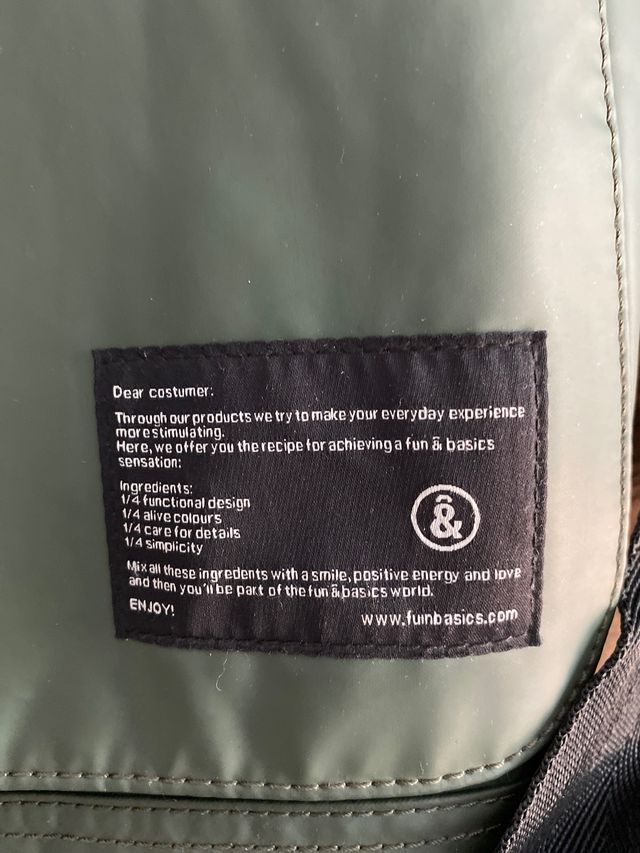 Dear costumer:
Through our products we try to make your everyday experience
more stimulating.
Here, we offer you the recipe for achieving a fun & basics
sensation:
Ingredients:
1/4 functional design
1/4 alive colours
1/4 care for details
1/4 simplicity
&
Mix all these ingredents with a smile, positive energy and love
and then you'll be part of the fun & basics world.
ENJOY!
www.funbasics.com